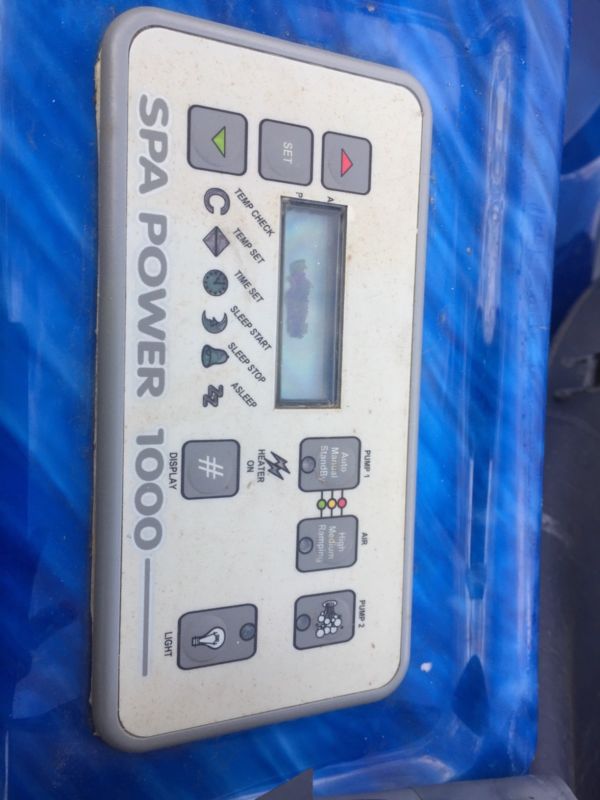 A
SET
P
TEMP CHECK
TEMP SET
TIME SET
SLEEP START
SLEEP STOP
ASLEEP
PUMP 1
Auto
Manual
StandBy
AIR
High
Medium
Ramping
PUMP 2
HEATER
ON
#
DISPLAY
LIGHT
SPA POWER 1000